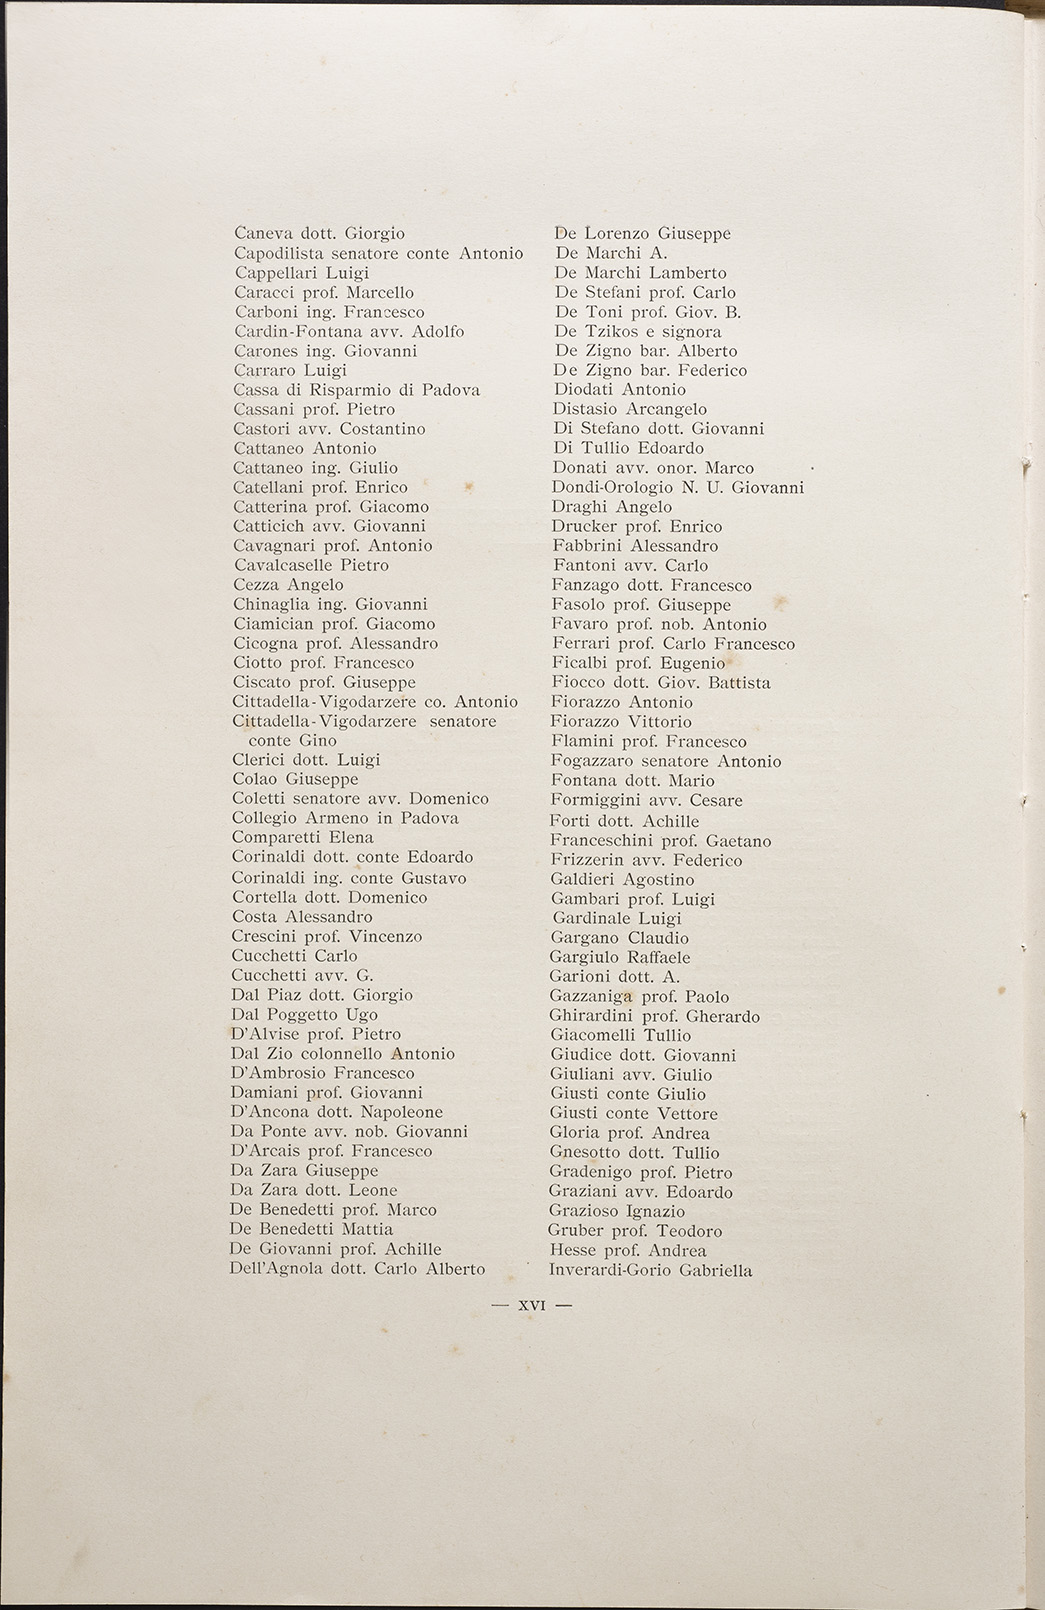 Caneva dott. Giorgio
Capodilista senatore conte Antonio
Cappellari Luigi
Caracci prof. Marcello
Carboni ing. Francesco
Cardin-Fontana avv. Adolfo
Carones ing. Giovanni
Carraro Luigi
Cassa di Risparmio di Padova
Cassani prof. Pietro
Castori avv. Costantino
Cattaneo Antonio
Cattaneo ing. Giulio
Catellani prof. Enrico
Catterina prof. Giacomo
Catticich avv. Giovanni
Cavagnari prof. Antonio
Cavalcaselle Pietro
Cezza Angelo
Chinaglia ing. Giovanni
Ciamician prof. Giacomo
Cicogna prof. Alessandro
Ciotto prof. Francesco
Ciscato prof. Giuseppe
Cittadella-Vigodarzere co. Antonio
Cittadella-Vigodarzere senatore
conte Gino
Clerici dott. Luigi
Colao Giuseppe
Coletti senatore avv. Domenico
Collegio Armeno in Padova
Comparetti Elena
Corinaldi dott. conte Edoardo
Corinaldi ing. conte Gustavo
Cortella dott. Domenico
Costa Alessandro
Crescini prof. Vincenzo
Cucchetti Carlo
Cucchetti avv. G.
Dal Piaz dott. Giorgio
Dal Poggetto Ugo
D'Alvise prof. Pietro
Dal Zio colonnello Antonio
D'Ambrosio Francesco
Damiani prof. Giovanni
D'Ancona dott. Napoleone
Da Ponte avv. nob. Giovanni
D'Arcais prof. Francesco
Da Zara Giuseppe
Da Zara dott. Leone
De Benedetti prof. Marco
De Benedetti Mattia
De Giovanni prof. Achille
Dell'Agnola dott. Carlo Alberto
De Lorenzo Giuseppe
De Marchi A.
De Marchi Lamberto
De Stefani prof. Carlo
De Toni prof. Giov. B.
De Tzikos e signora
De Zigno bar. Alberto
De Zigno bar. Federico
Diodati Antonio
Distasio Arcangelo
Di Stefano dott. Giovanni
Di Tullio Edoardo
Donati avv. onor. Marco
Dondi-Orologio N. U. Giovanni
Draghi Angelo
Drucker prof. Enrico
Fabbrini Alessandro
Fantoni avv. Carlo
Fanzago dott. Francesco
Fasolo prof. Giuseppe
Favaro prof. nob. Antonio
Ferrari prof. Carlo Francesco
Ficalbi prof. Eugenio
Fiocco dott. Giov. Battista
Fiorazzo Antonio
Fiorazzo Vittorio
Flamini prof. Francesco
Fogazzaro senatore Antonio
Fontana dott. Mario
Formiggini avv. Cesare
Forti dott. Achille
Franceschini prof. Gaetano
Frizzerin avv. Federico
Galdieri Agostino
Gambari prof. Luigi
Gardinale Luigi
Gargano Claudio
Gargiulo Raffaele
Garioni dott. A.
Gazzaniga prof. Paolo
Ghirardini prof. Gherardo
Giacomelli Tullio
Giudice dott. Giovanni
Giuliani avv. Giulio
Giusti conte Giulio
Giusti conte Vettore
Gloria prof. Andrea
Gnesotto dott. Tullio
Gradenigo prof. Pietro
Graziani avv. Edoardo
Grazioso Ignazio
Gruber prof. Teodoro
Hesse prof. Andrea
Inverardi-Gorio Gabriella
— XVI —